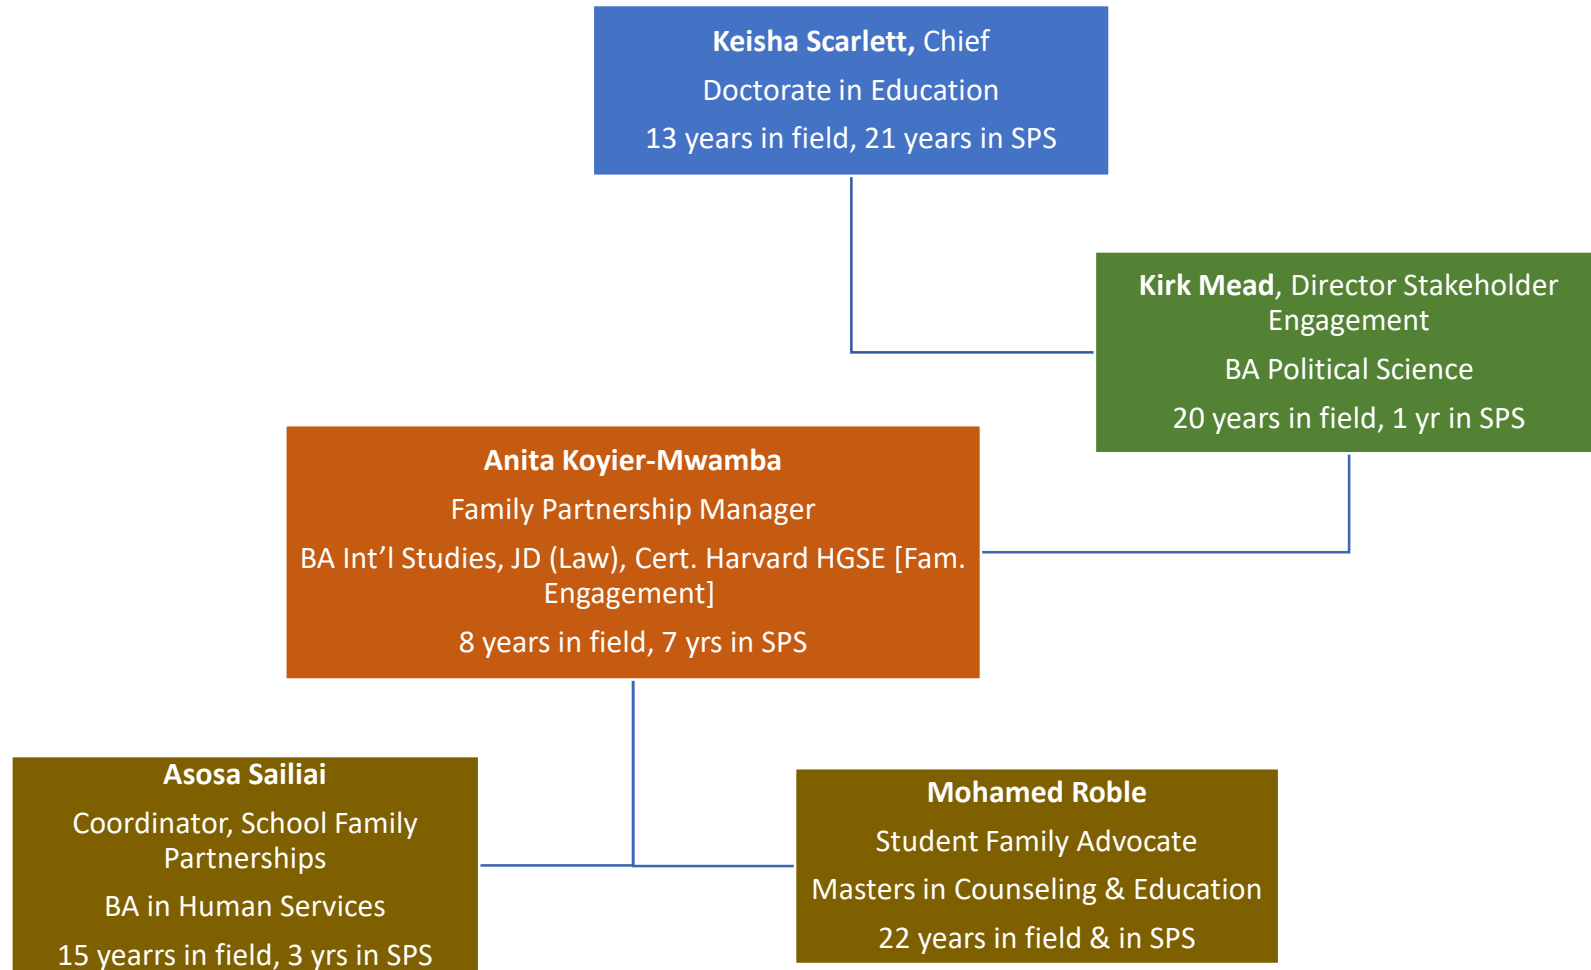 Keisha Scarlett, Chief
Doctorate in Education
13 years in field, 21 years in SPS
Kirk Mead, Director Stakeholder
Engagement
BA Political Science
20 years in field, 1 yr in SPS
Anita Koyier-Mwamba
Family Partnership Manager
BA Int’l Studies, JD (Law), Cert. Harvard HGSE [Fam.
Engagement]
8 years in field, 7 yrs in SPS
Asosa Sailiai
Coordinator, School Family
Partnerships
BA in Human Services
15 yearrs in field, 3 yrs in SPS
Mohamed Roble
Student Family Advocate
Masters in Counseling & Education
22 years in field & in SPS